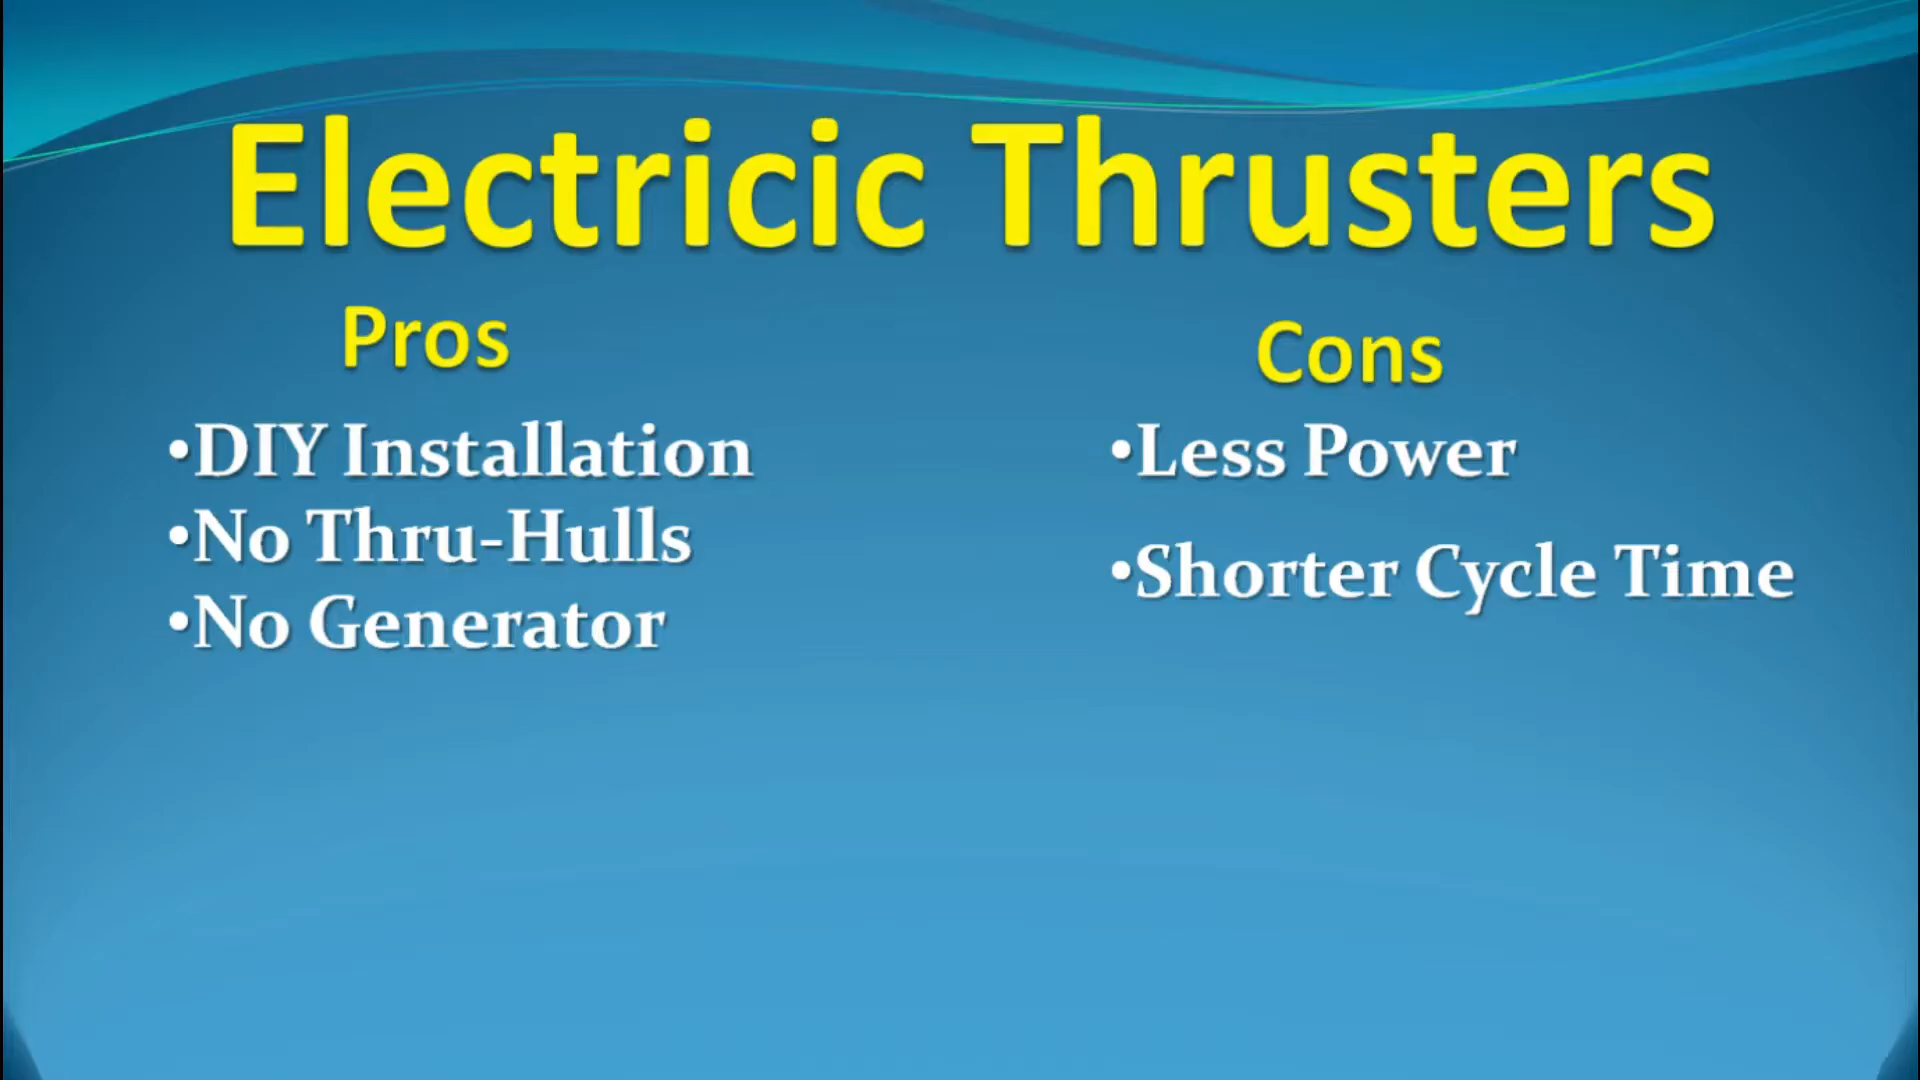 Electricic Thrusters
Pros
•DIY Installation
•No Thru-Hulls
•No Generator
Cons
•Less Power
•Shorter Cycle Time